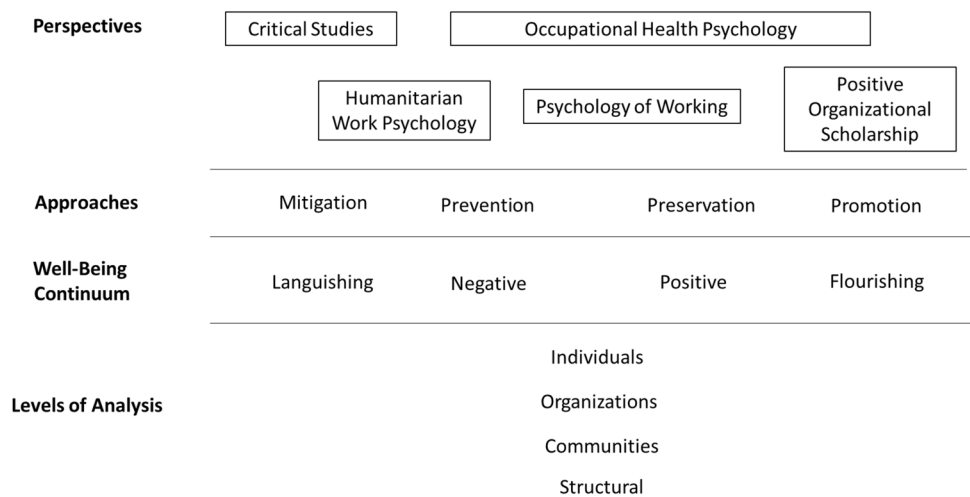 Perspectives
Critical Studies
Occupational Health Psychology
Humanitarian
Work Psychology
Psychology of Working
Positive
Organizational
Scholarship
Approaches
Mitigation
Prevention
Preservation
Promotion
Well-Being
Continuum
Languishing
Negative
Positive
Flourishing
Levels of Analysis
Individuals
Organizations
Communities
Structural